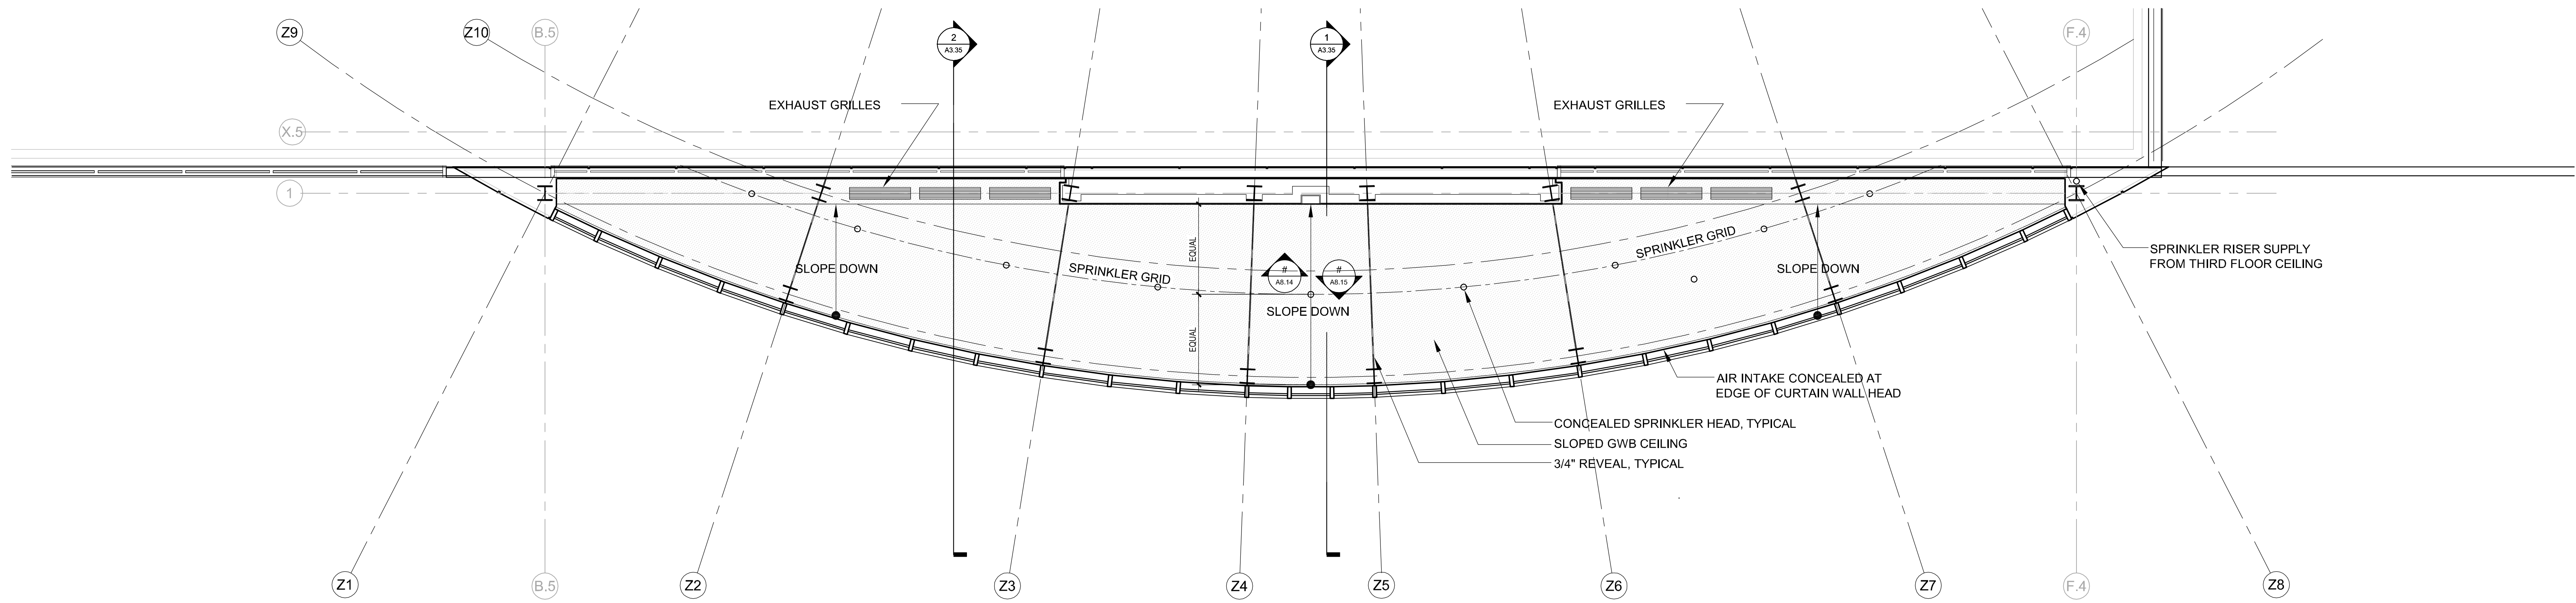 Z9
Z10
B.5
2
A3.35
1
A3.35
F.4
EXHAUST GRILLES
EXHAUST GRILLES
X.5
1
EQUAL
SPRINKLER GRID
SPRINKLER GRID
SPRINKLER RISER SUPPLY
FROM THIRD FLOOR CEILING
SLOPE DOWN
#
A8.14
#
A8.15
SLOPE DOWN
SLOPE DOWN
EQUAL
AIR INTAKE CONCEALED AT
EDGE OF CURTAIN WALL HEAD
CONCEALED SPRINKLER HEAD, TYPICAL
SLOPED GWB CEILING
3/4" REVEAL, TYPICAL
Z1
B.5
Z2
Z3
Z4
Z5
Z6
Z7
F.4
Z8